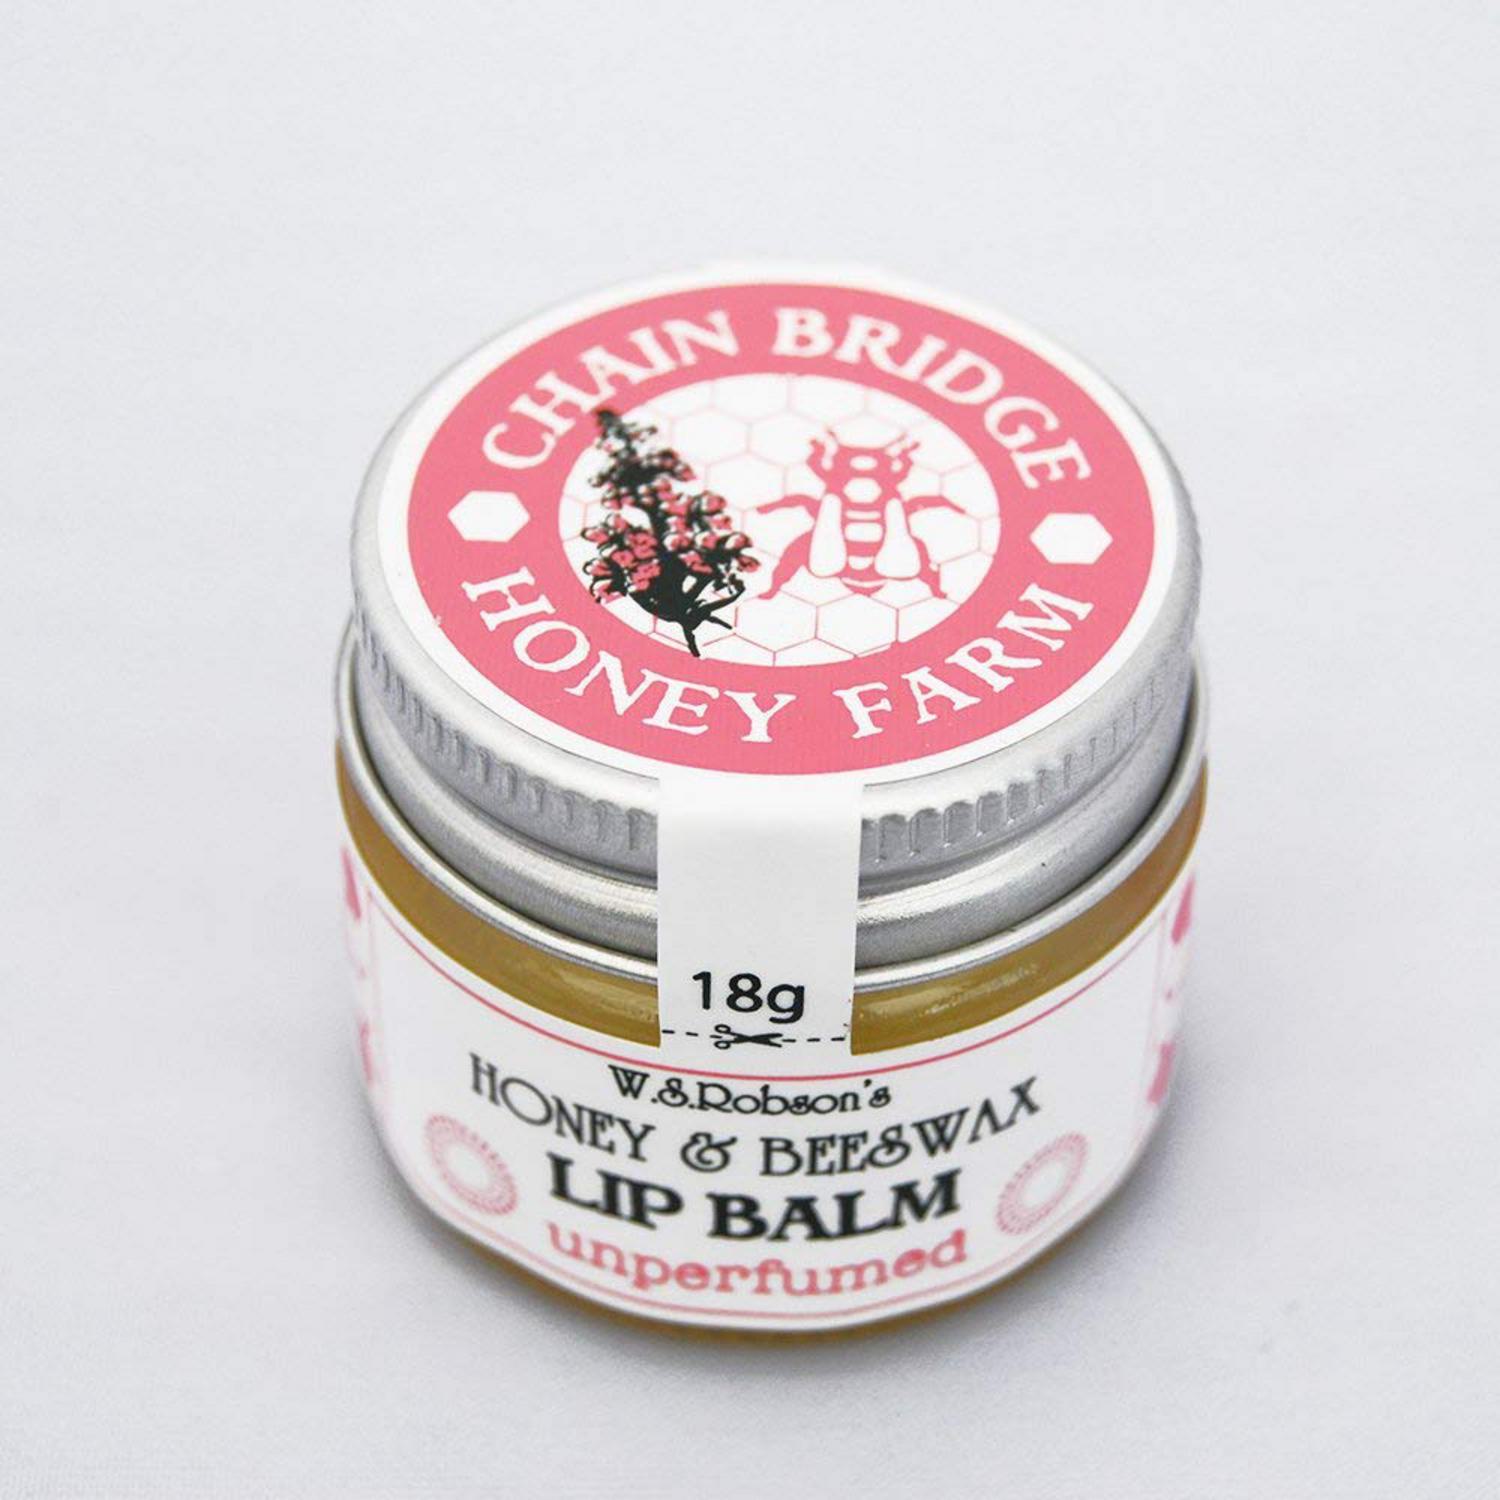 CHAIN BRIDGE
HONEY FARM
18g
W.S.Robson's
HONEY & BEESWAX
LIP BALM
unperfumed